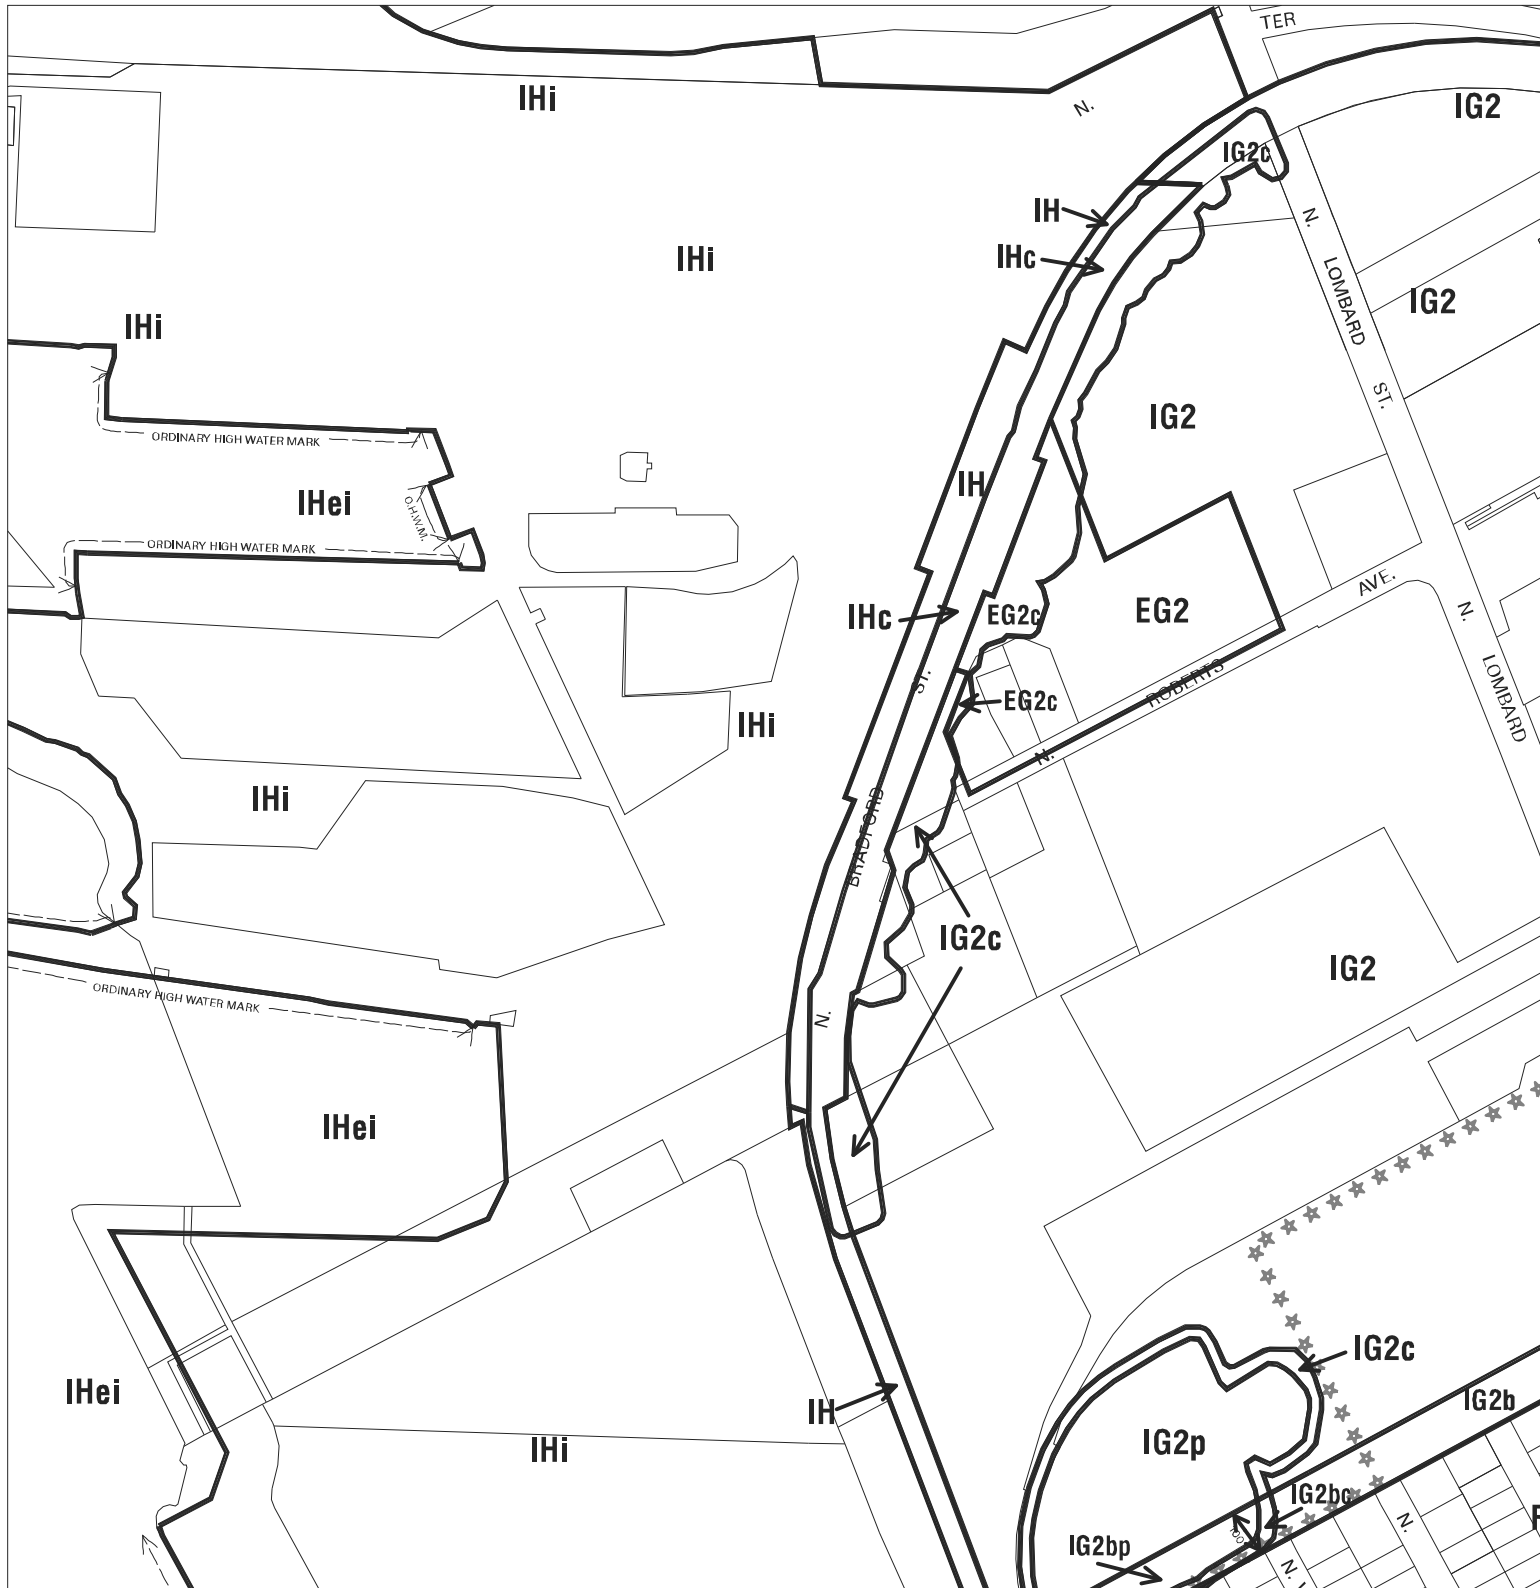 TER
IHi
N.
IG2
IG2c
IH
N.
IHi
IHc
LOMBARD
IG2
IHi
ST.
IG2
ORDINARY HIGH WATER MARK
IH
IHei
O.H.W.M.
ORDINARY HIGH WATER MARK
AVE.
EG2
EG2c
IHc
N.
ROBERTS
LOMBARD
ST.
EG2c
IHi
N.
IHi
BRADFORD
IG2c
IG2
ORDINARY HIGH WATER MARK
N.
IHei
IG2c
IHei
IH
IG2b
IHi
IG2p
IG2bc
N.
100'
IG2bp
N.